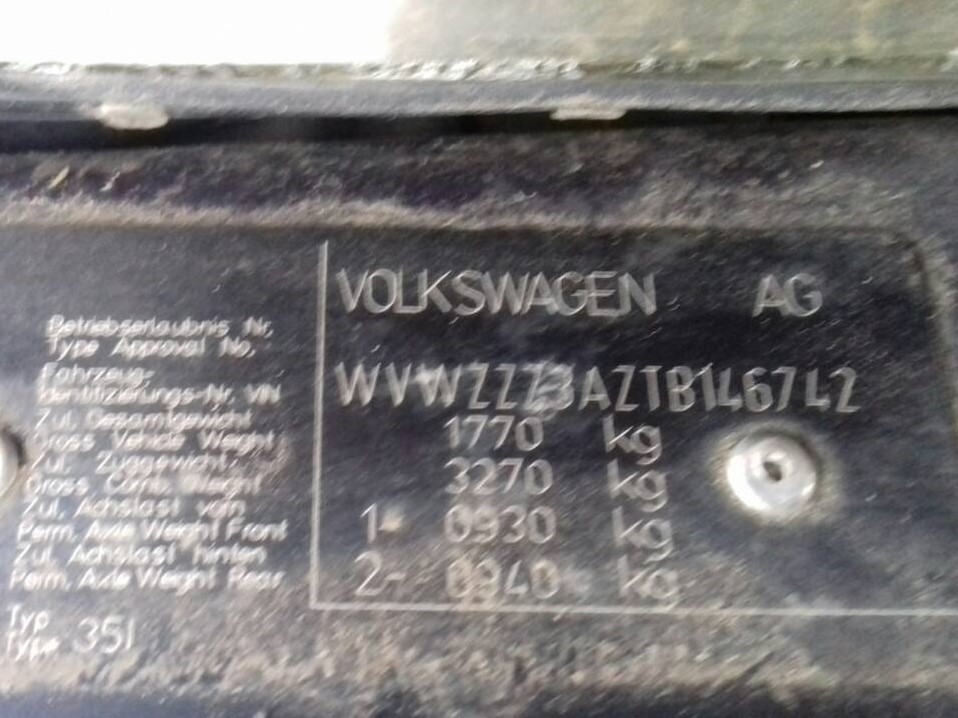 VOLKSWAGEN AG
Betriebserlaubnis Nr.
Type Approval No.
Fahrzeug-
Identifizierungs-Nr. VIN
WVWZZZ3AZTB146742
Zul. Gesamtgewicht
Gross Vehicle Weight
1770 kg
Zul. Zuggewicht
Gross Comb. Weight
3270 kg
Zul. Achslast vorn
Perm. Axle Weight Front
1- 0930 kg
Zul. Achslast hinten
Perm. Axle Weight Rear
2- 0940 kg
Typ
Type 351